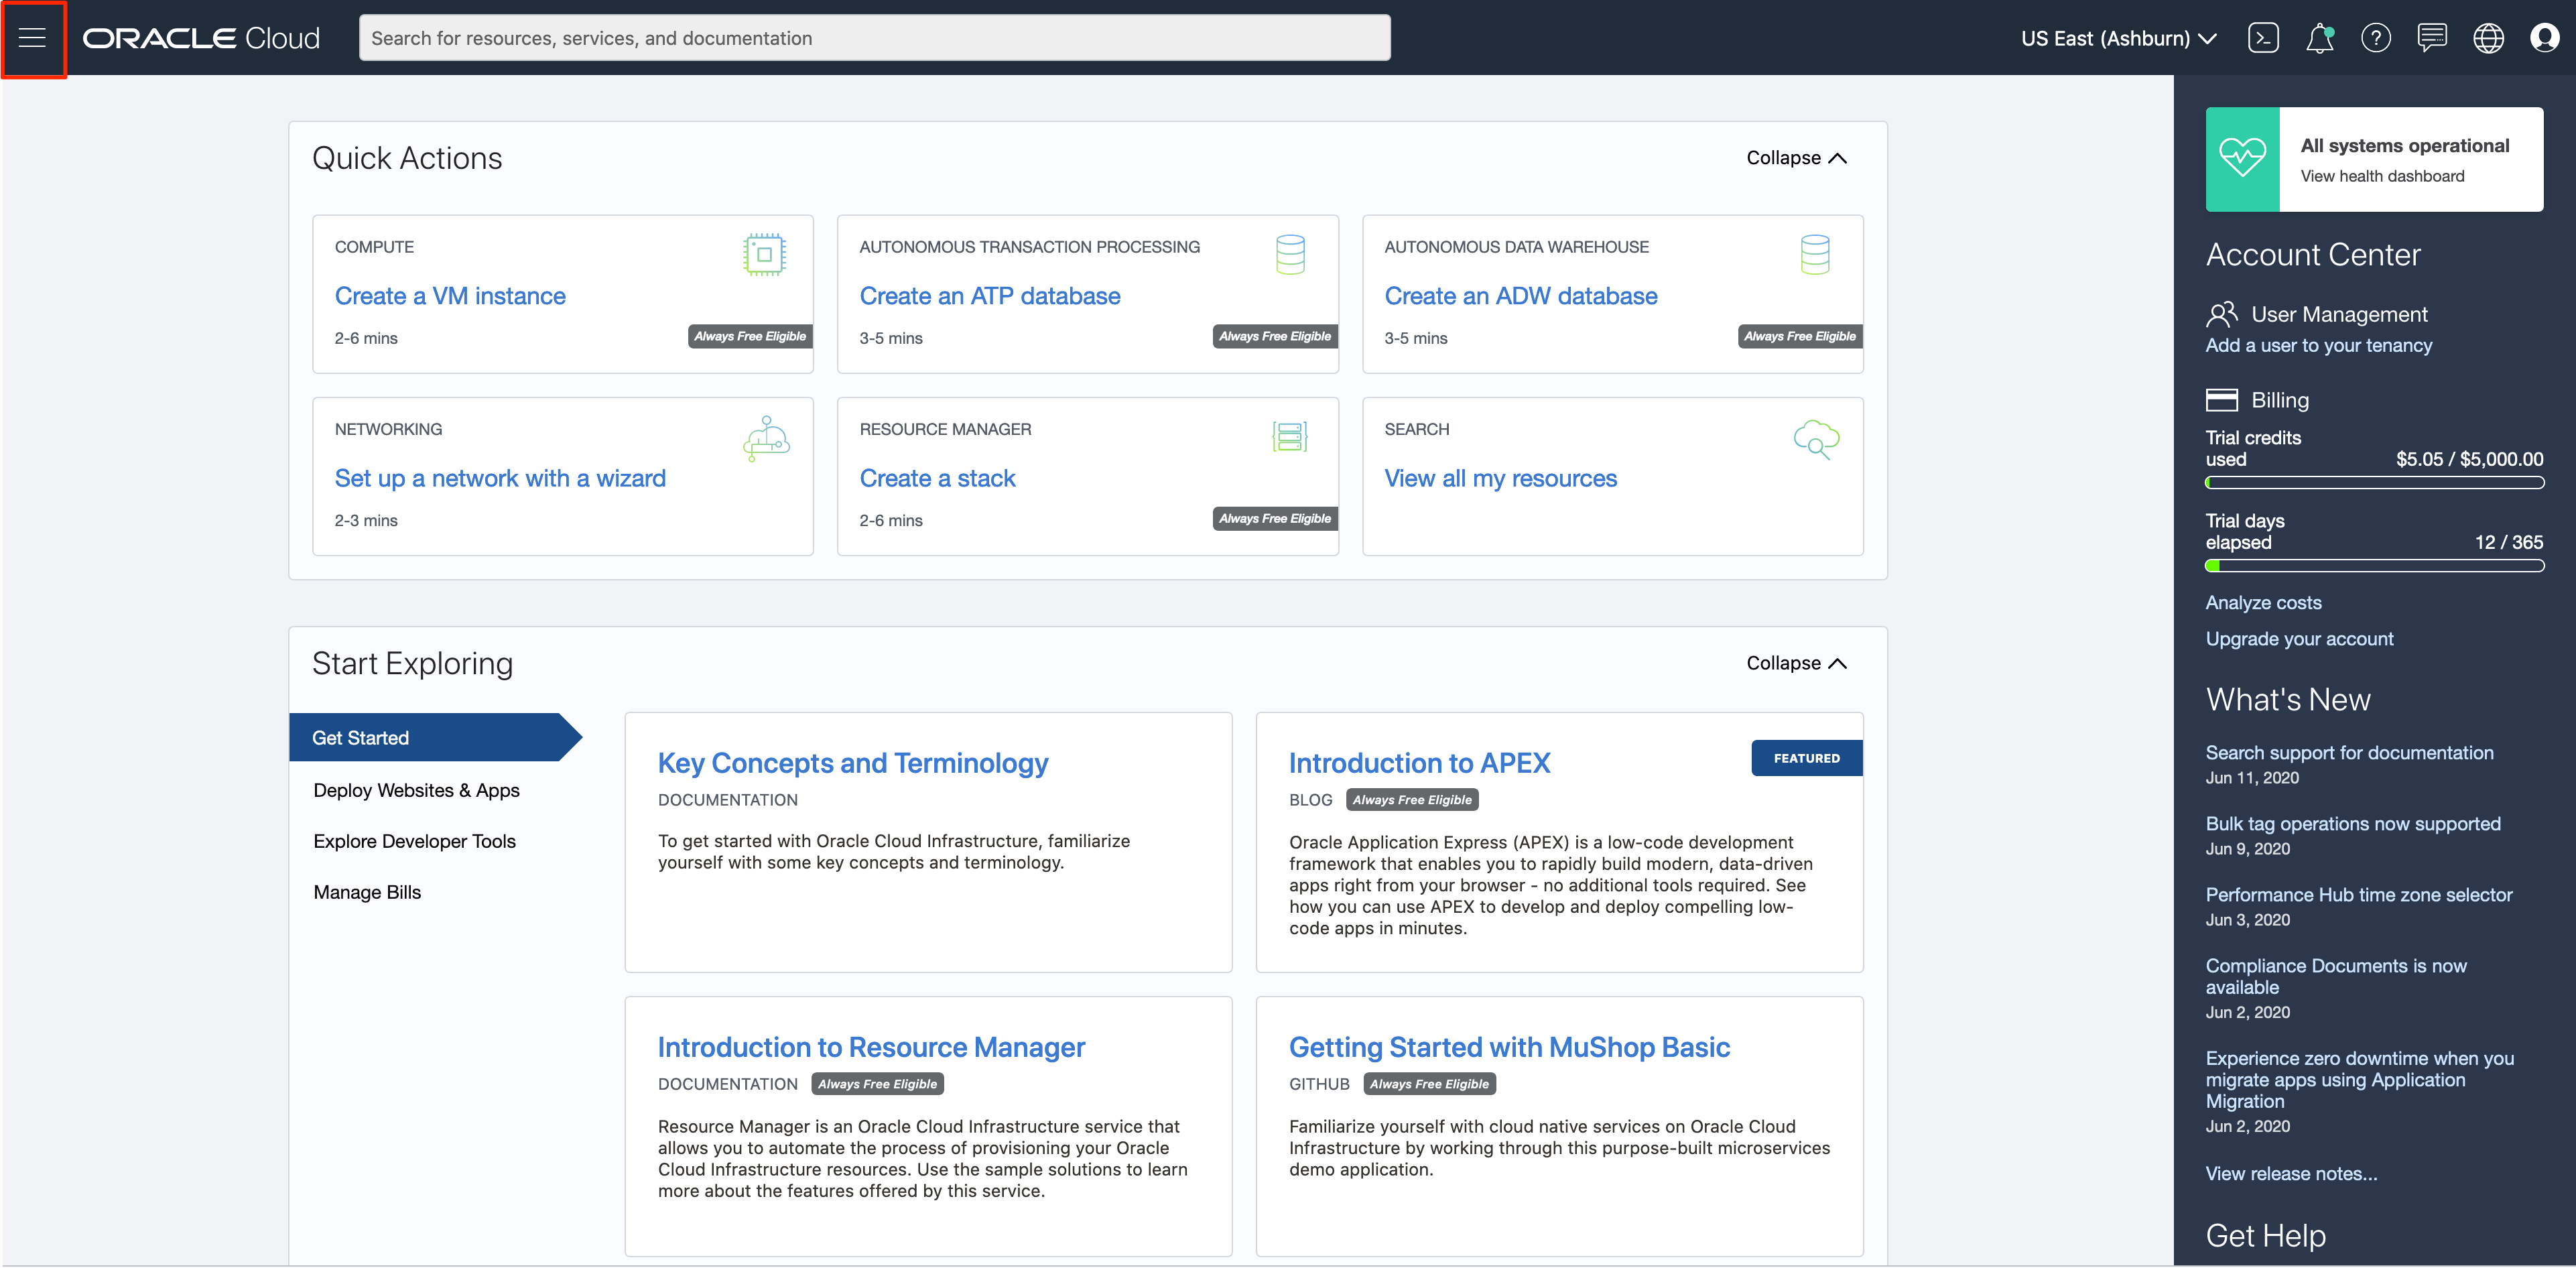 ORACLE Cloud
Search for resources, services, and documentation
US East (Ashburn)
Quick Actions
Collapse
COMPUTE
Create a VM instance
2-6 mins
Always Free Eligible
AUTONOMOUS TRANSACTION PROCESSING
Create an ATP database
3-5 mins
Always Free Eligible
AUTONOMOUS DATA WAREHOUSE
Create an ADW database
3-5 mins
Always Free Eligible
NETWORKING
Set up a network with a wizard
2-3 mins
RESOURCE MANAGER
Create a stack
2-6 mins
Always Free Eligible
SEARCH
View all my resources
Start Exploring
Collapse
Get Started
Deploy Websites & Apps
Explore Developer Tools
Manage Bills
Key Concepts and Terminology
DOCUMENTATION
To get started with Oracle Cloud Infrastructure, familiarize
yourself with some key concepts and terminology.
Introduction to APEX
FEATURED
BLOG Always Free Eligible
Oracle Application Express (APEX) is a low-code development
framework that enables you to rapidly build modern, data-driven
apps right from your browser - no additional tools required. See
how you can use APEX to develop and deploy compelling low-
code apps in minutes.
Introduction to Resource Manager
DOCUMENTATION Always Free Eligible
Resource Manager is an Oracle Cloud Infrastructure service that
allows you to automate the process of provisioning your Oracle
Cloud Infrastructure resources. Use the sample solutions to learn
more about the features offered by this service.
Getting Started with MuShop Basic
GITHUB Always Free Eligible
Familiarize yourself with cloud native services on Oracle Cloud
Infrastructure by working through this purpose-built microservices
demo application.
All systems operational
View health dashboard
Account Center
User Management
Add a user to your tenancy
Billing
Trial credits
used $5.05 / $5,000.00
Trial days
elapsed 12 / 365
Analyze costs
Upgrade your account
What's New
Search support for documentation
Jun 11, 2020
Bulk tag operations now supported
Jun 9, 2020
Performance Hub time zone selector
Jun 3, 2020
Compliance Documents is now
available
Jun 2, 2020
Experience zero downtime when you
migrate apps using Application
Migration
Jun 2, 2020
View release notes...
Get Help